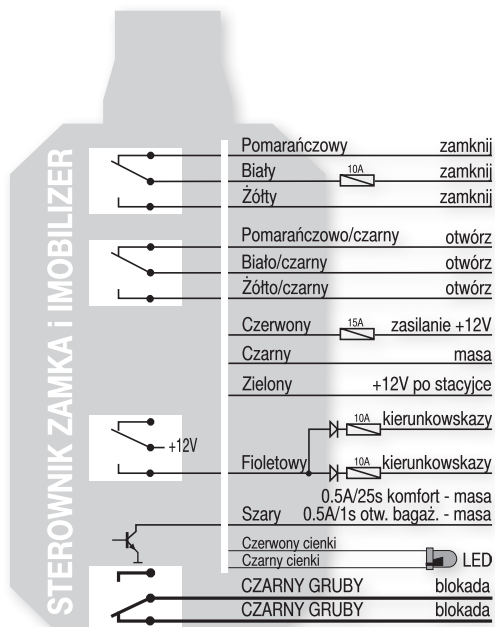 STEROWNIK ZAMKA i IMOBILIZER
Pomarańczowy zamknij
Biały 10A zamknij
Żółty zamknij
Pomarańczowo/czarny otwórz
Biało/czarny otwórz
Żółto/czarny otwórz
Czerwony 15A zasilanie +12V
Czarny masa
Zielony +12V po stacyjce
10A kierunkowskazy
+12V
Fioletowy 10A kierunkowskazy
0.5A/25s komfort - masa
Szary 0.5A/1s otw. bagaż. - masa
Czerwony cienki
Czarny cienki LED
CZARNY GRUBY blokada
CZARNY GRUBY blokada